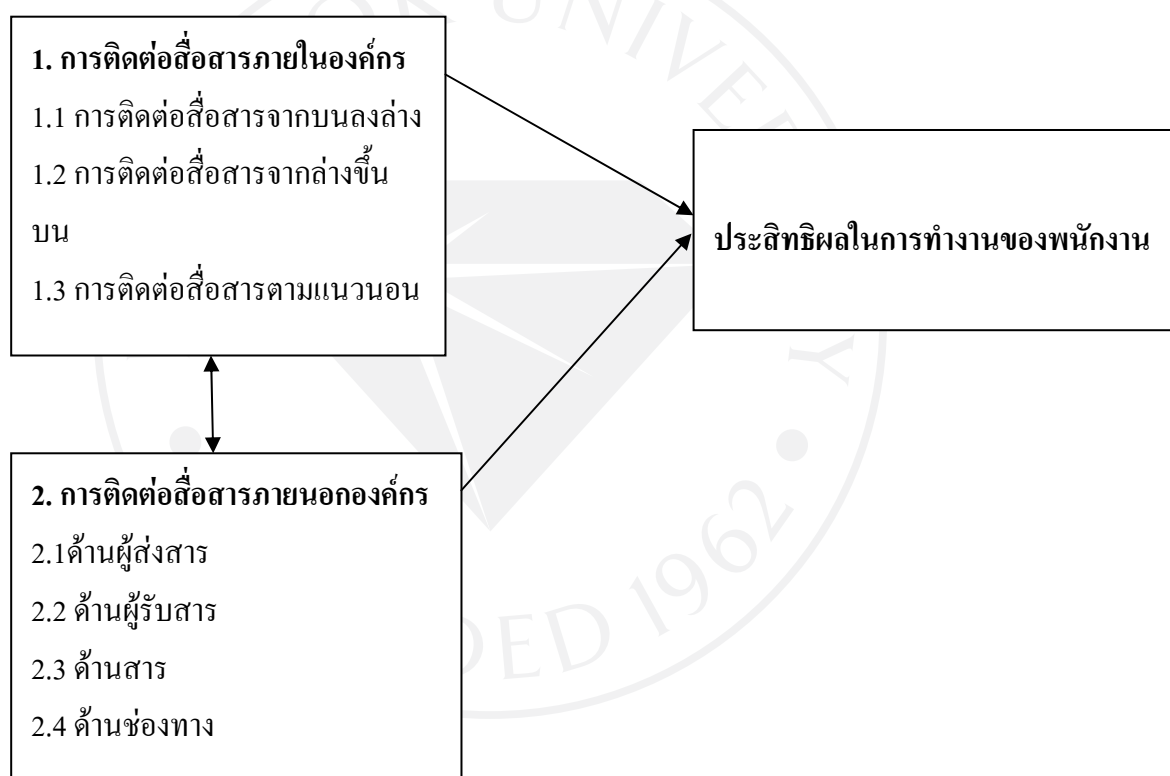 1. การติดต่อสื่อสารภายในองค์กร
1.1 การติดต่อสื่อสารจากบนลงล่าง
1.2 การติดต่อสื่อสารจากล่างขึ้น
บน
1.3 การติดต่อสื่อสารตามแนวนอน
ประสิทธิผลในการทำงานของพนักงาน
2. การติดต่อสื่อสารภายนอกองค์กร
2.1ด้านผู้ส่งสาร
2.2 ด้านผู้รับสาร
2.3 ด้านสาร
2.4 ด้านช่องทาง
1962